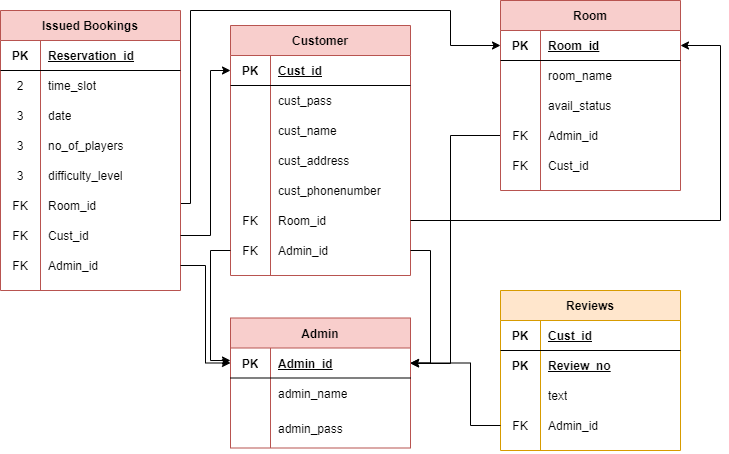 Issued Bookings
PK Reservation_id
2 time_slot
3 date
3 no_of_players
3 difficulty_level
FK Room_id
FK Cust_id
FK Admin_id
Customer
PK Cust_id
cust_pass
cust_name
cust_address
cust_phonenumber
FK Room_id
FK Admin_id
Room
PK Room_id
room_name
avail_status
FK Admin_id
FK Cust_id
Admin
PK Admin_id
admin_name
admin_pass
Reviews
PK Cust_id
PK Review_no
text
FK Admin_id